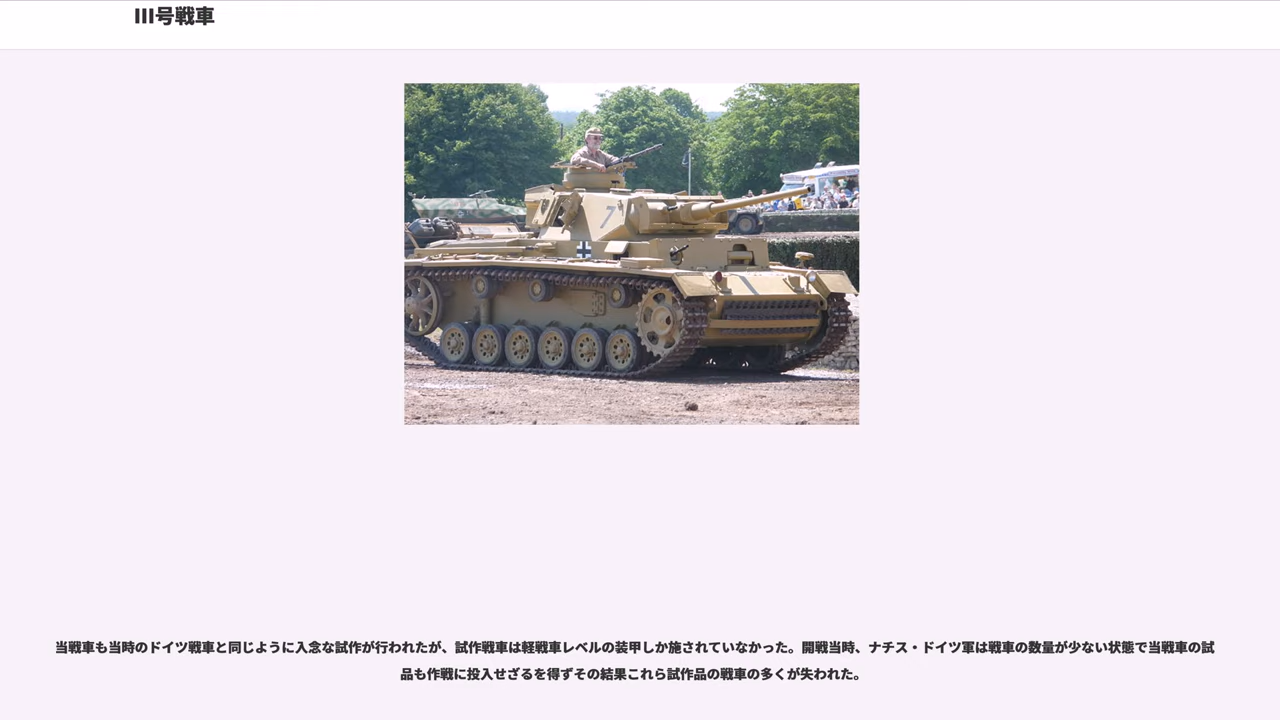 III号戦車
7
当戦車も当時のドイツ戦車と同じように入念な試作が行われたが、試作戦車は軽戦車レベルの装甲しか施されていなかった。開戦当時、ナチス・ドイツ軍は戦車の数量が少ない状態で当戦車の試
品も作戦に投入せざるを得ずその結果これら試作品の戦車の多くが失われた。